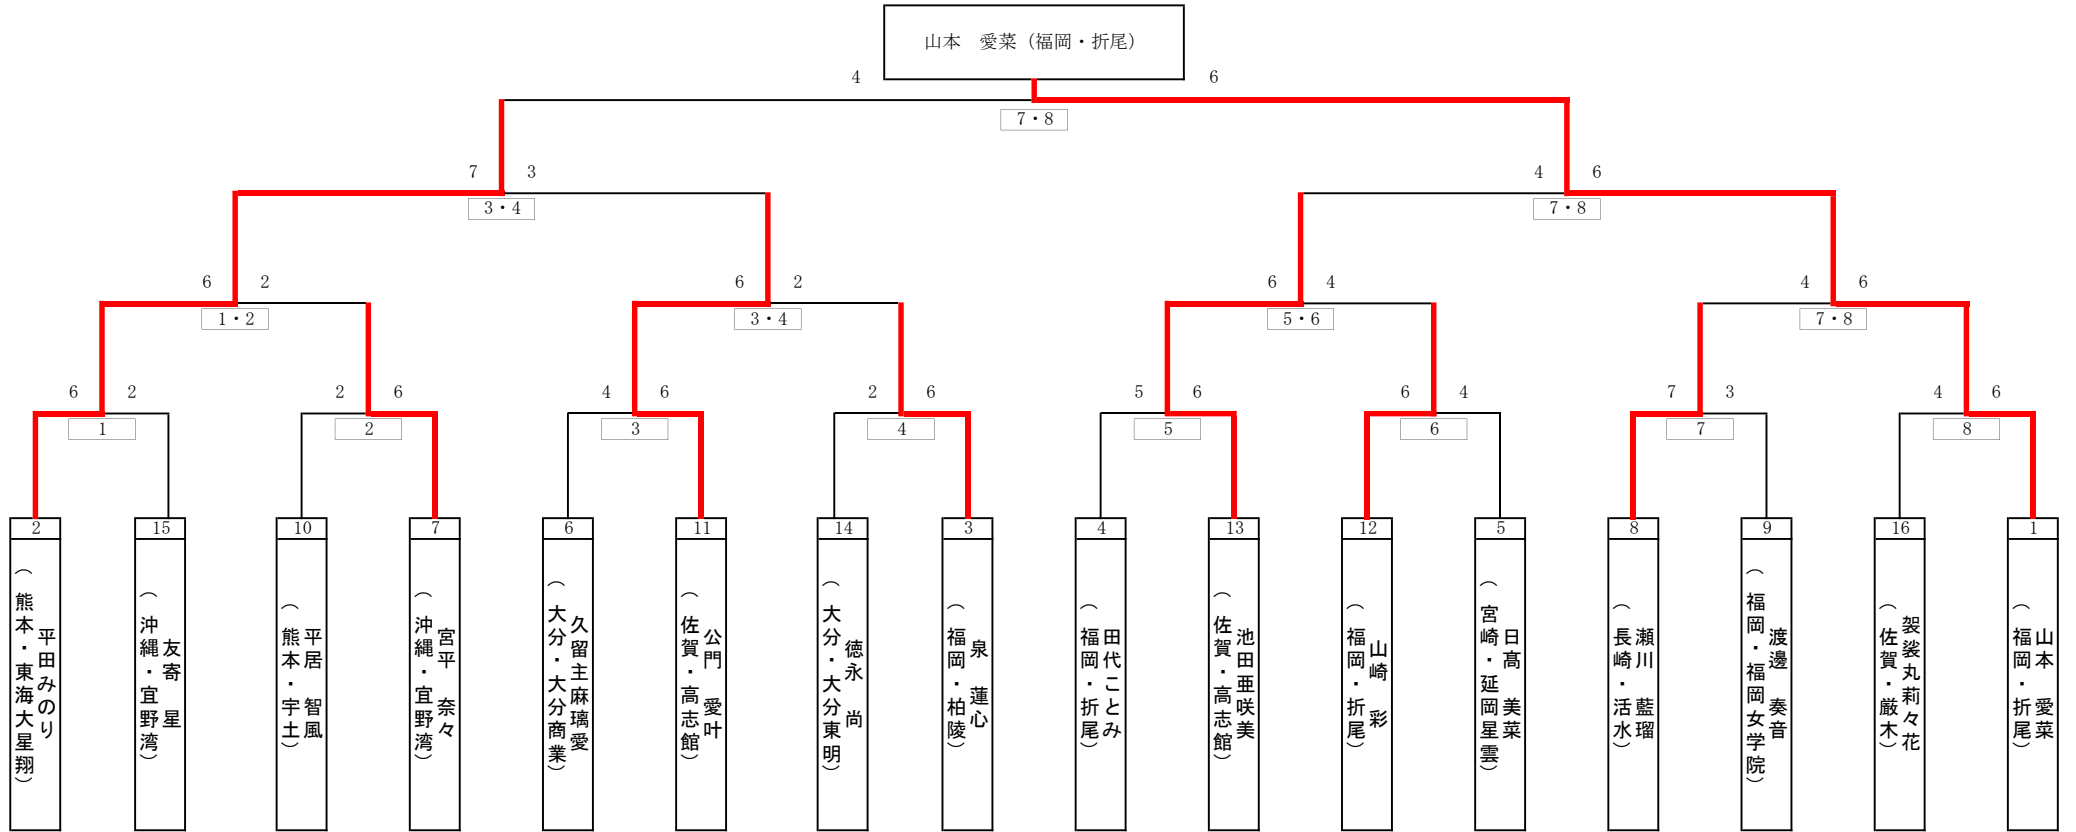 山本　愛菜（福岡・折尾）
4 6
7・8
7 3 4 6
3・4 7・8
6 2 6 2 6 4 4 6
1・2 3・4 5・6 7・8
6 2 2 6 4 6 2 6 5 6 6 4 7 3 4 6
1 2 3 4 5 6 7 8
2 15 10 7 6 11 14 3 4 13 12 5 8 9 16 1
平田みのり
（熊本・東海大星翔）
友寄　星
（沖縄・宜野湾）
平居　智風
（熊本・宇土）
宮平　奈々
（沖縄・宜野湾）
久留主麻璃愛
（大分・大分商業）
公門　愛叶
（佐賀・高志館）
徳永　尚
（大分・大分東明）
泉　蓮心
（福岡・柏陵）
田代ことみ
（福岡・折尾）
池田亜咲美
（佐賀・高志館）
山崎　彩
（福岡・折尾）
日髙　美菜
（宮崎・延岡星雲）
瀬川　藍瑠
（長崎・活水）
渡邊　奏音
（福岡・福岡女学院）
袈裟丸莉々花
（佐賀・厳木）
山本　愛菜
（福岡・折尾）